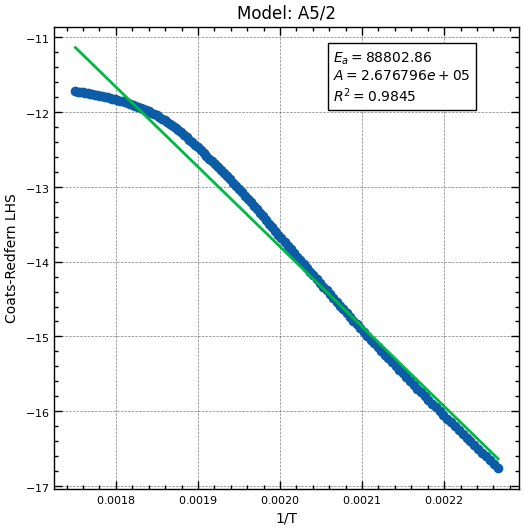 Model: A5/2
−11
−12
−13
−14
−15
−16
−17
Coats-Redfern LHS
E_a = 88802.86
A = 2.676796e + 05
R^2 = 0.9845
0.0018 0.0019 0.0020 0.0021 0.0022
1/T